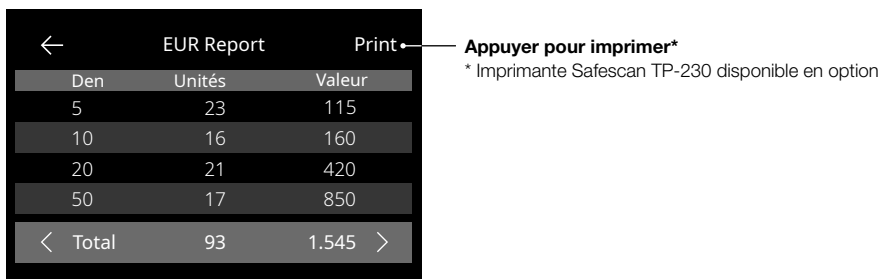 ← EUR Report Print
Appuyer pour imprimer*
* Imprimante Safescan TP-230 disponible en option
Den Unités Valeur
5 23 115
10 16 160
20 21 420
50 17 850
< Total 93 1.545 >